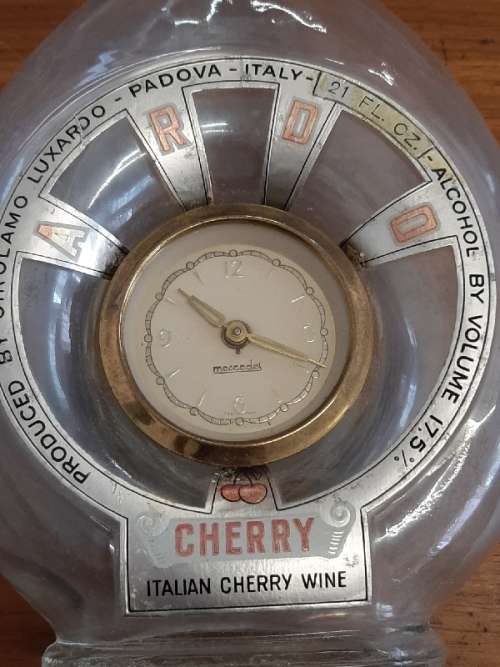 PRODUCED BY GIROLAMO LUXARDO - PADOVA - ITALY - 21 FL. OZ. - ALCOHOL BY VOLUME 17.5%
A R D O
12
3
6
9
mercedes
CHERRY
ITALIAN CHERRY WINE